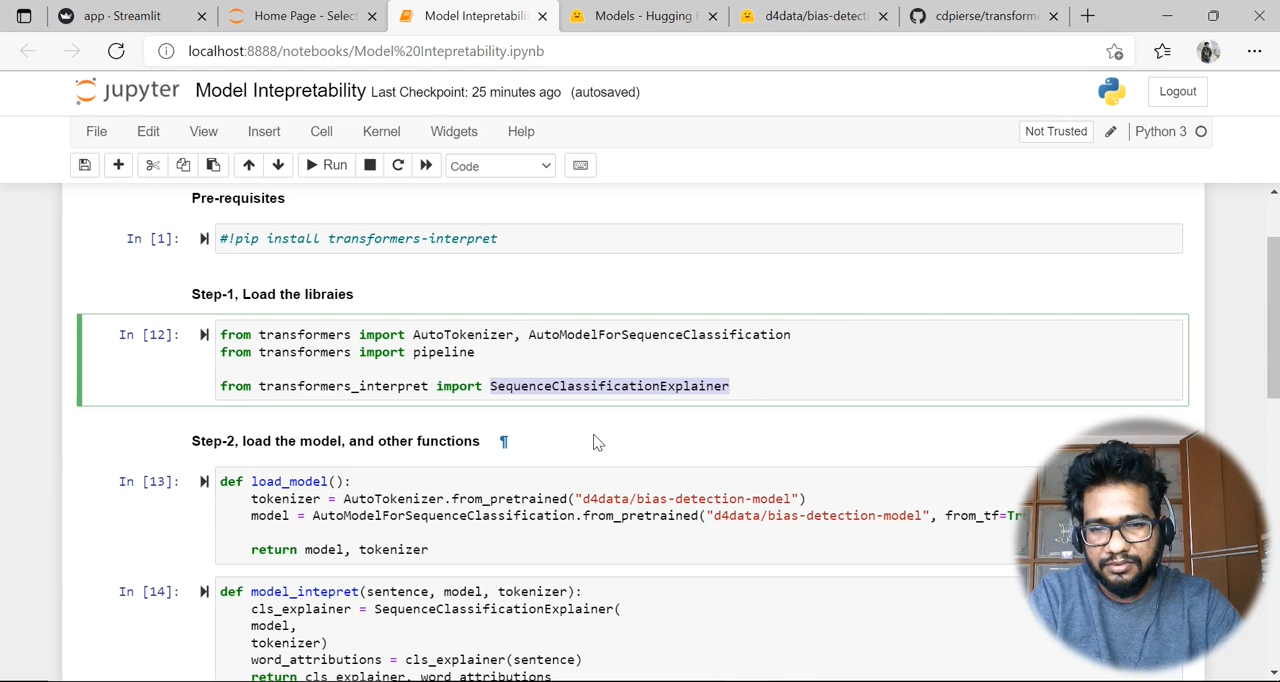 app · Streamlit
Home Page - Select
Model Intepretabili
Models - Hugging
d4data/bias-detecti
cdpierse/transform
localhost:8888/notebooks/Model%20Intepretability.ipynb
jupyter Model Intepretability Last Checkpoint: 25 minutes ago (autosaved)
Logout
File Edit View Insert Cell Kernel Widgets Help
Not Trusted
Python 3
Run
Code
Pre-requisites
In [1]: #!pip install transformers-interpret
Step-1, Load the libraies
In [12]: from transformers import AutoTokenizer, AutoModelForSequenceClassification
from transformers import pipeline
from transformers_interpret import SequenceClassificationExplainer
Step-2, load the model, and other functions ¶
In [13]: def load_model():
tokenizer = AutoTokenizer.from_pretrained("d4data/bias-detection-model")
model = AutoModelForSequenceClassification.from_pretrained("d4data/bias-detection-model", from_tf=Tr
return model, tokenizer
In [14]: def model_intepret(sentence, model, tokenizer):
cls_explainer = SequenceClassificationExplainer(
model,
tokenizer)
word_attributions = cls_explainer(sentence)
return cls_explainer, word_attributions